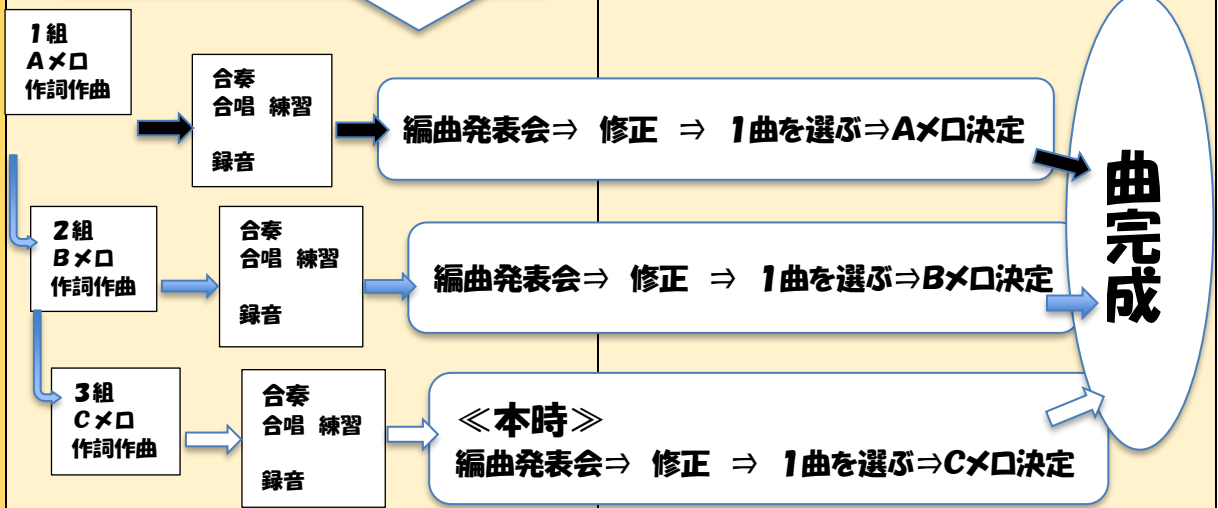 1組
Aメロ
作詞作曲
合奏
合唱 練習
録音
編曲発表会⇒ 修正 ⇒ 1曲を選ぶ⇒Aメロ決定
2組
Bメロ
作詞作曲
合奏
合唱 練習
録音
編曲発表会⇒ 修正 ⇒ 1曲を選ぶ⇒Bメロ決定
3組
Cメロ
作詞作曲
合奏
合唱 練習
録音
≪本時≫
編曲発表会⇒ 修正 ⇒ 1曲を選ぶ⇒Cメロ決定
曲完成